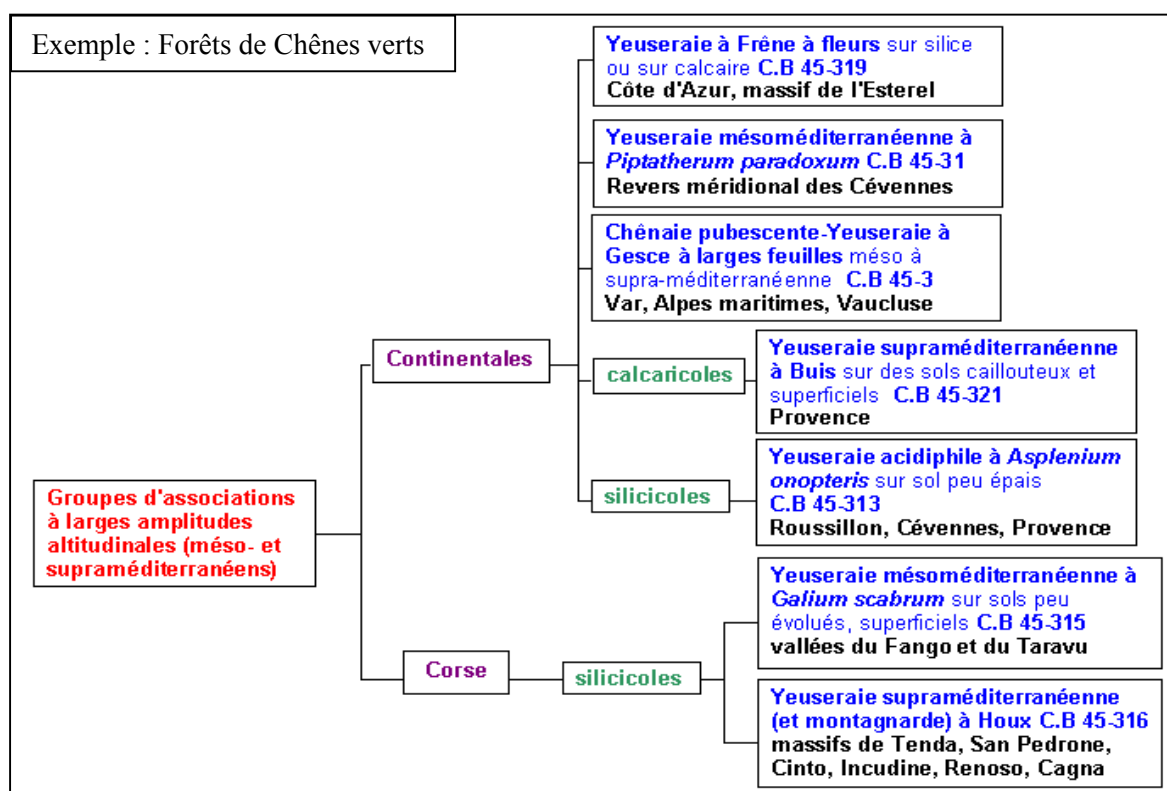 Exemple : Forêts de Chênes verts
Yeuseraie à Frêne à fleurs sur silice
ou sur calcaire C.B 45-319
Côte d'Azur, massif de l'Esterel
Yeuseraie mésoméditerranéenne à
Piptatherum paradoxum C.B 45-31
Revers méridional des Cévennes
Chênaie pubescente-Yeuseraie à
Gesce à larges feuilles méso à
supra-méditerranéenne C.B 45-3
Var, Alpes maritimes, Vaucluse
Continentales
calcaricoles
Yeuseraie supraméditerranéenne
à Buis sur des sols caillouteux et
superficiels C.B 45-321
Provence
silicicoles
Yeuseraie acidiphile à Asplenium
onopteris sur sol peu épais
C.B 45-313
Roussillon, Cévennes, Provence
Groupes d'associations
à larges amplitudes
altitudinales (méso- et
supraméditerranéens)
Corse
silicicoles
Yeuseraie mésoméditerranéenne à
Galium scabrum sur sols peu
évolués, superficiels C.B 45-315
vallées du Fango et du Taravu
Yeuseraie supraméditerranéenne
(et montagnarde) à Houx C.B 45-316
massifs de Tenda, San Pedrone,
Cinto, Incudine, Renoso, Cagna